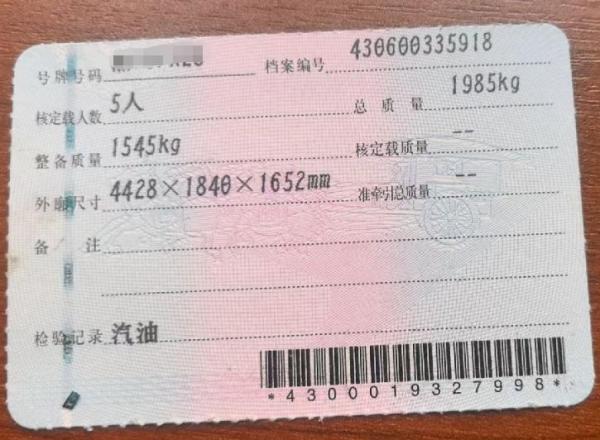 号牌号码 档案编号 430600335918
核定载人数 5人 总质量 1985kg
整备质量 1545kg 核定载质量 --
外廓尺寸 4428×1840×1652mm 准牵引总质量 --
备注
检验记录 汽油
*4300019327998*